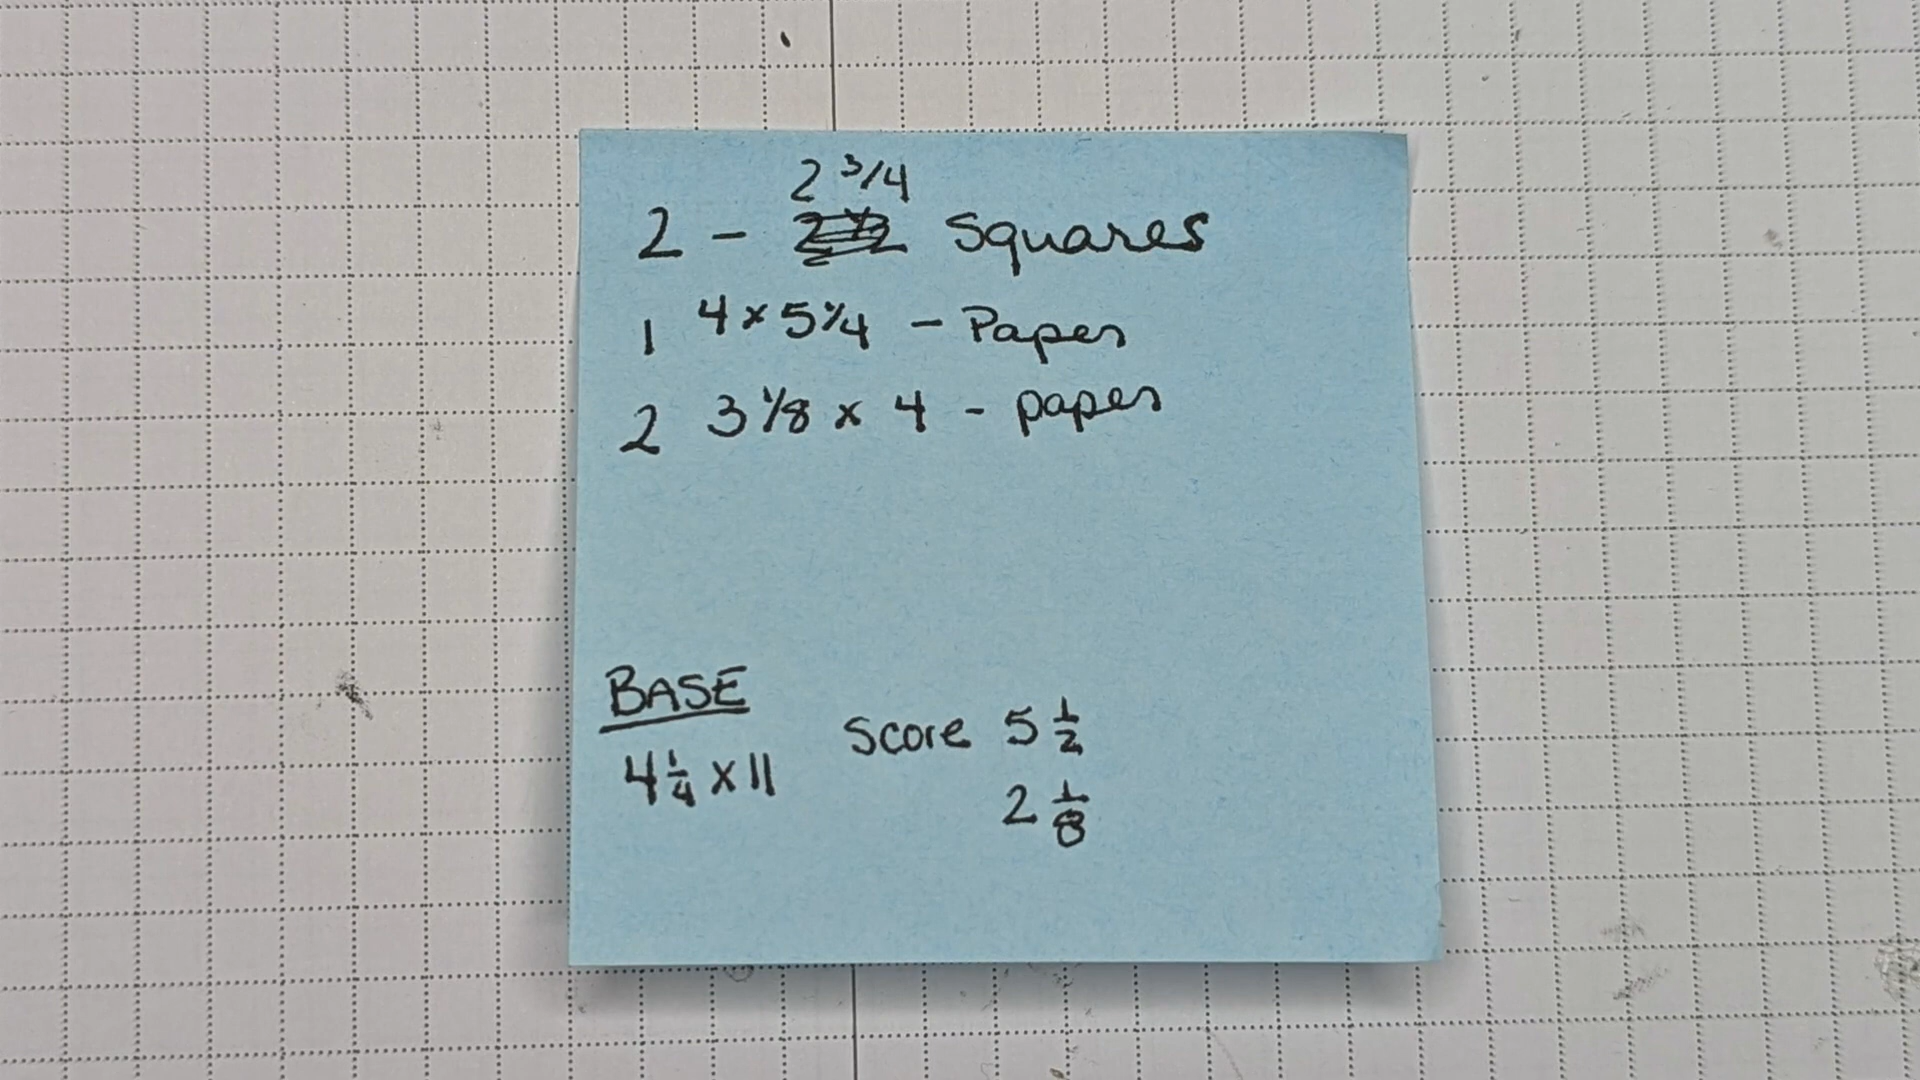 2 3/4
2 - Squares
1 4 x 5 1/4 - Paper
2 3 1/8 x 4 - paper
BASE
4 1/4 x 11
Score 5 1/2
2 1/8